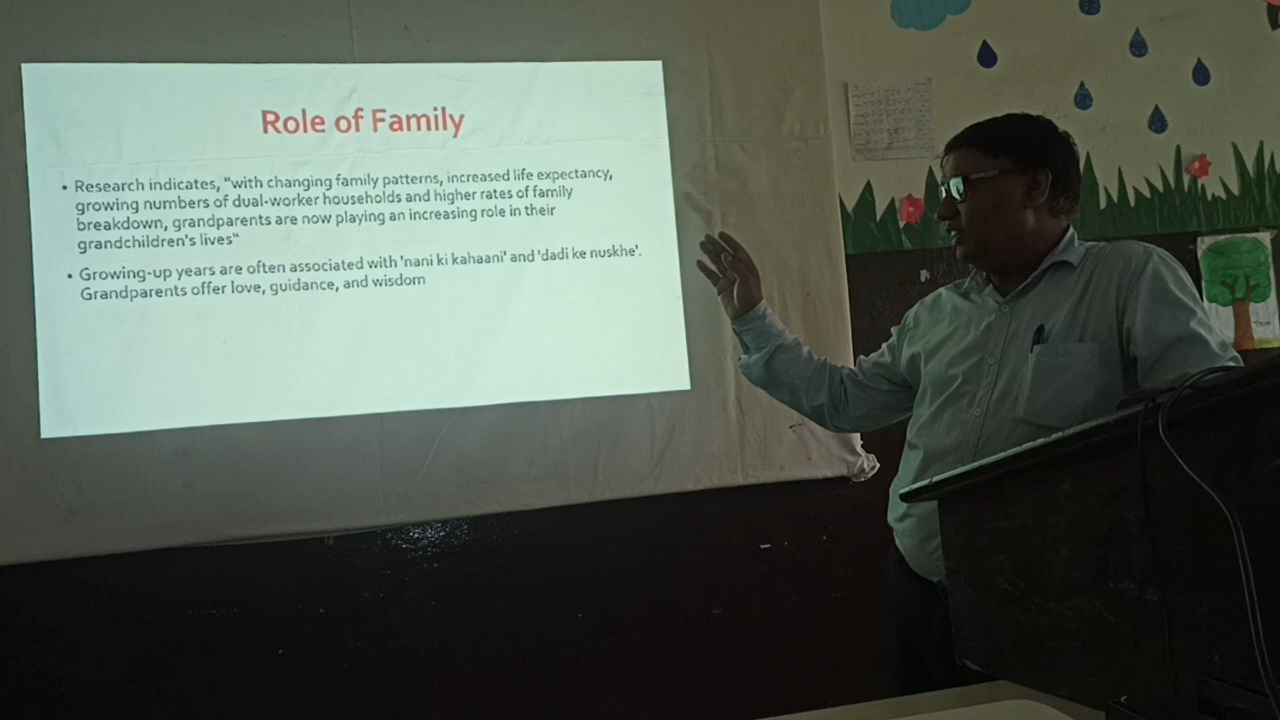 Role of Family
• Research indicates, "with changing family patterns, increased life expectancy,
growing numbers of dual-worker households and higher rates of family
breakdown, grandparents are now playing an increasing role in their
grandchildren's lives"
• Growing-up years are often associated with 'nani ki kahaani' and 'dadi ke nuskhe'.
Grandparents offer love, guidance, and wisdom